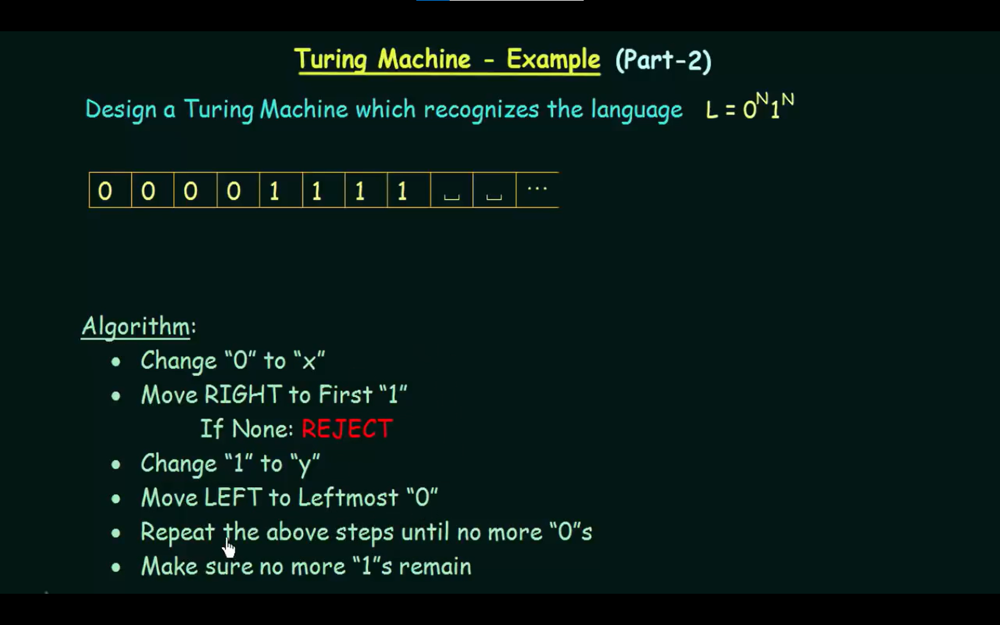 Turing Machine - Example (Part-2)
Design a Turing Machine which recognizes the language L = 0ᴺ1ᴺ
0 0 0 0 1 1 1 1 ⎵ ⎵ ...
Algorithm:
• Change “0” to “x”
• Move RIGHT to First “1”
If None: REJECT
• Change “1” to “y”
• Move LEFT to Leftmost “0”
• Repeat the above steps until no more “0”s
• Make sure no more “1”s remain